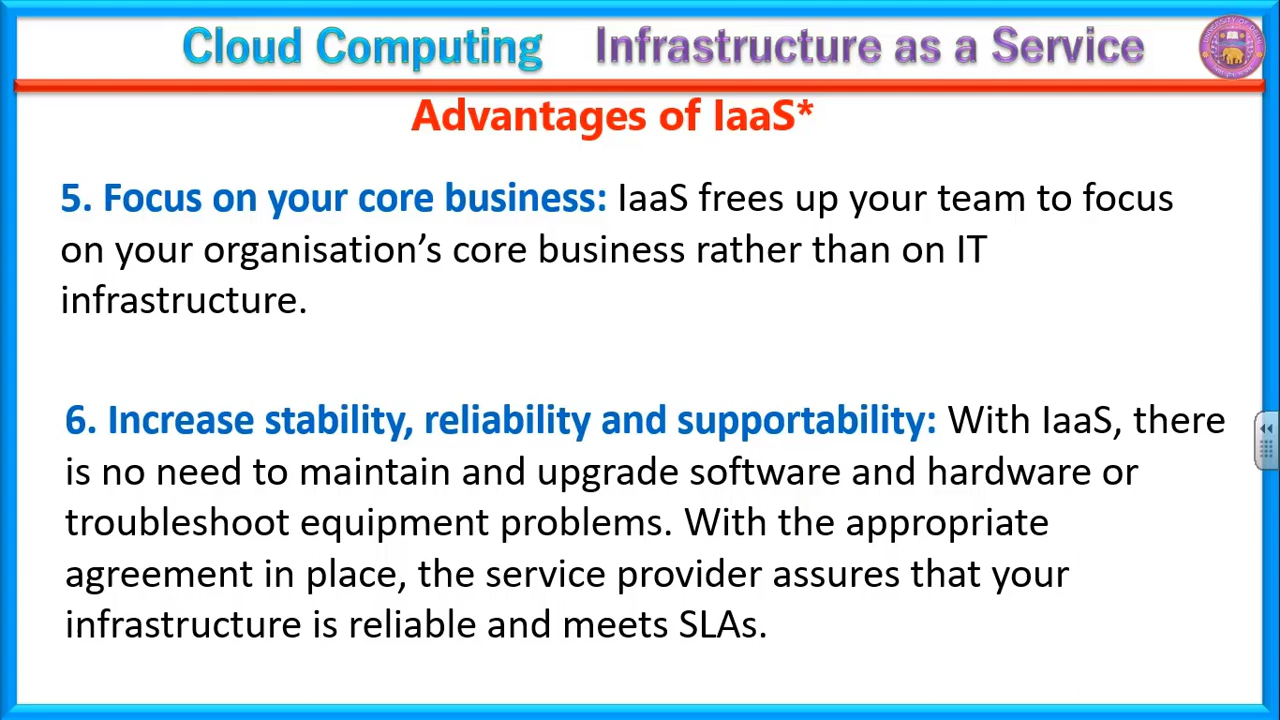 Cloud Computing Infrastructure as a Service
Advantages of IaaS*
5. Focus on your core business: IaaS frees up your team to focus
on your organisation’s core business rather than on IT
infrastructure.
6. Increase stability, reliability and supportability: With IaaS, there
is no need to maintain and upgrade software and hardware or
troubleshoot equipment problems. With the appropriate
agreement in place, the service provider assures that your
infrastructure is reliable and meets SLAs.